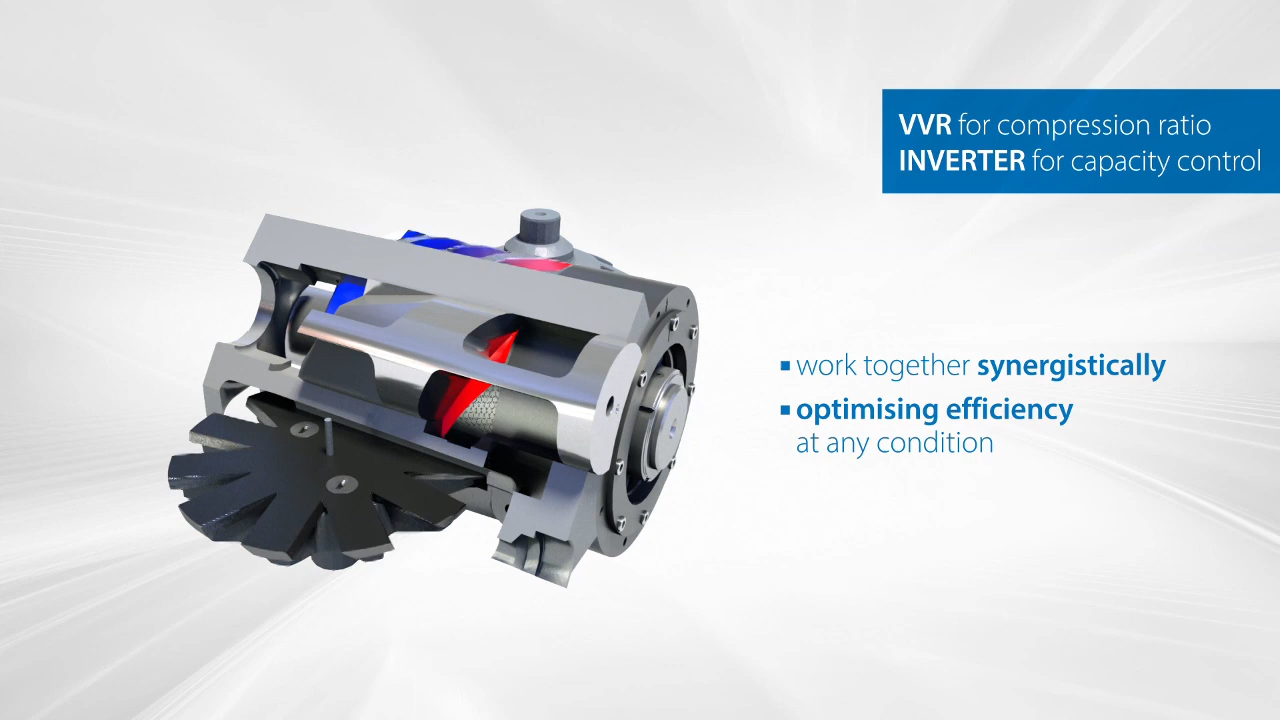 VVR for compression ratio
INVERTER for capacity control
▪ work together synergistically
▪ optimising efficiency
at any condition